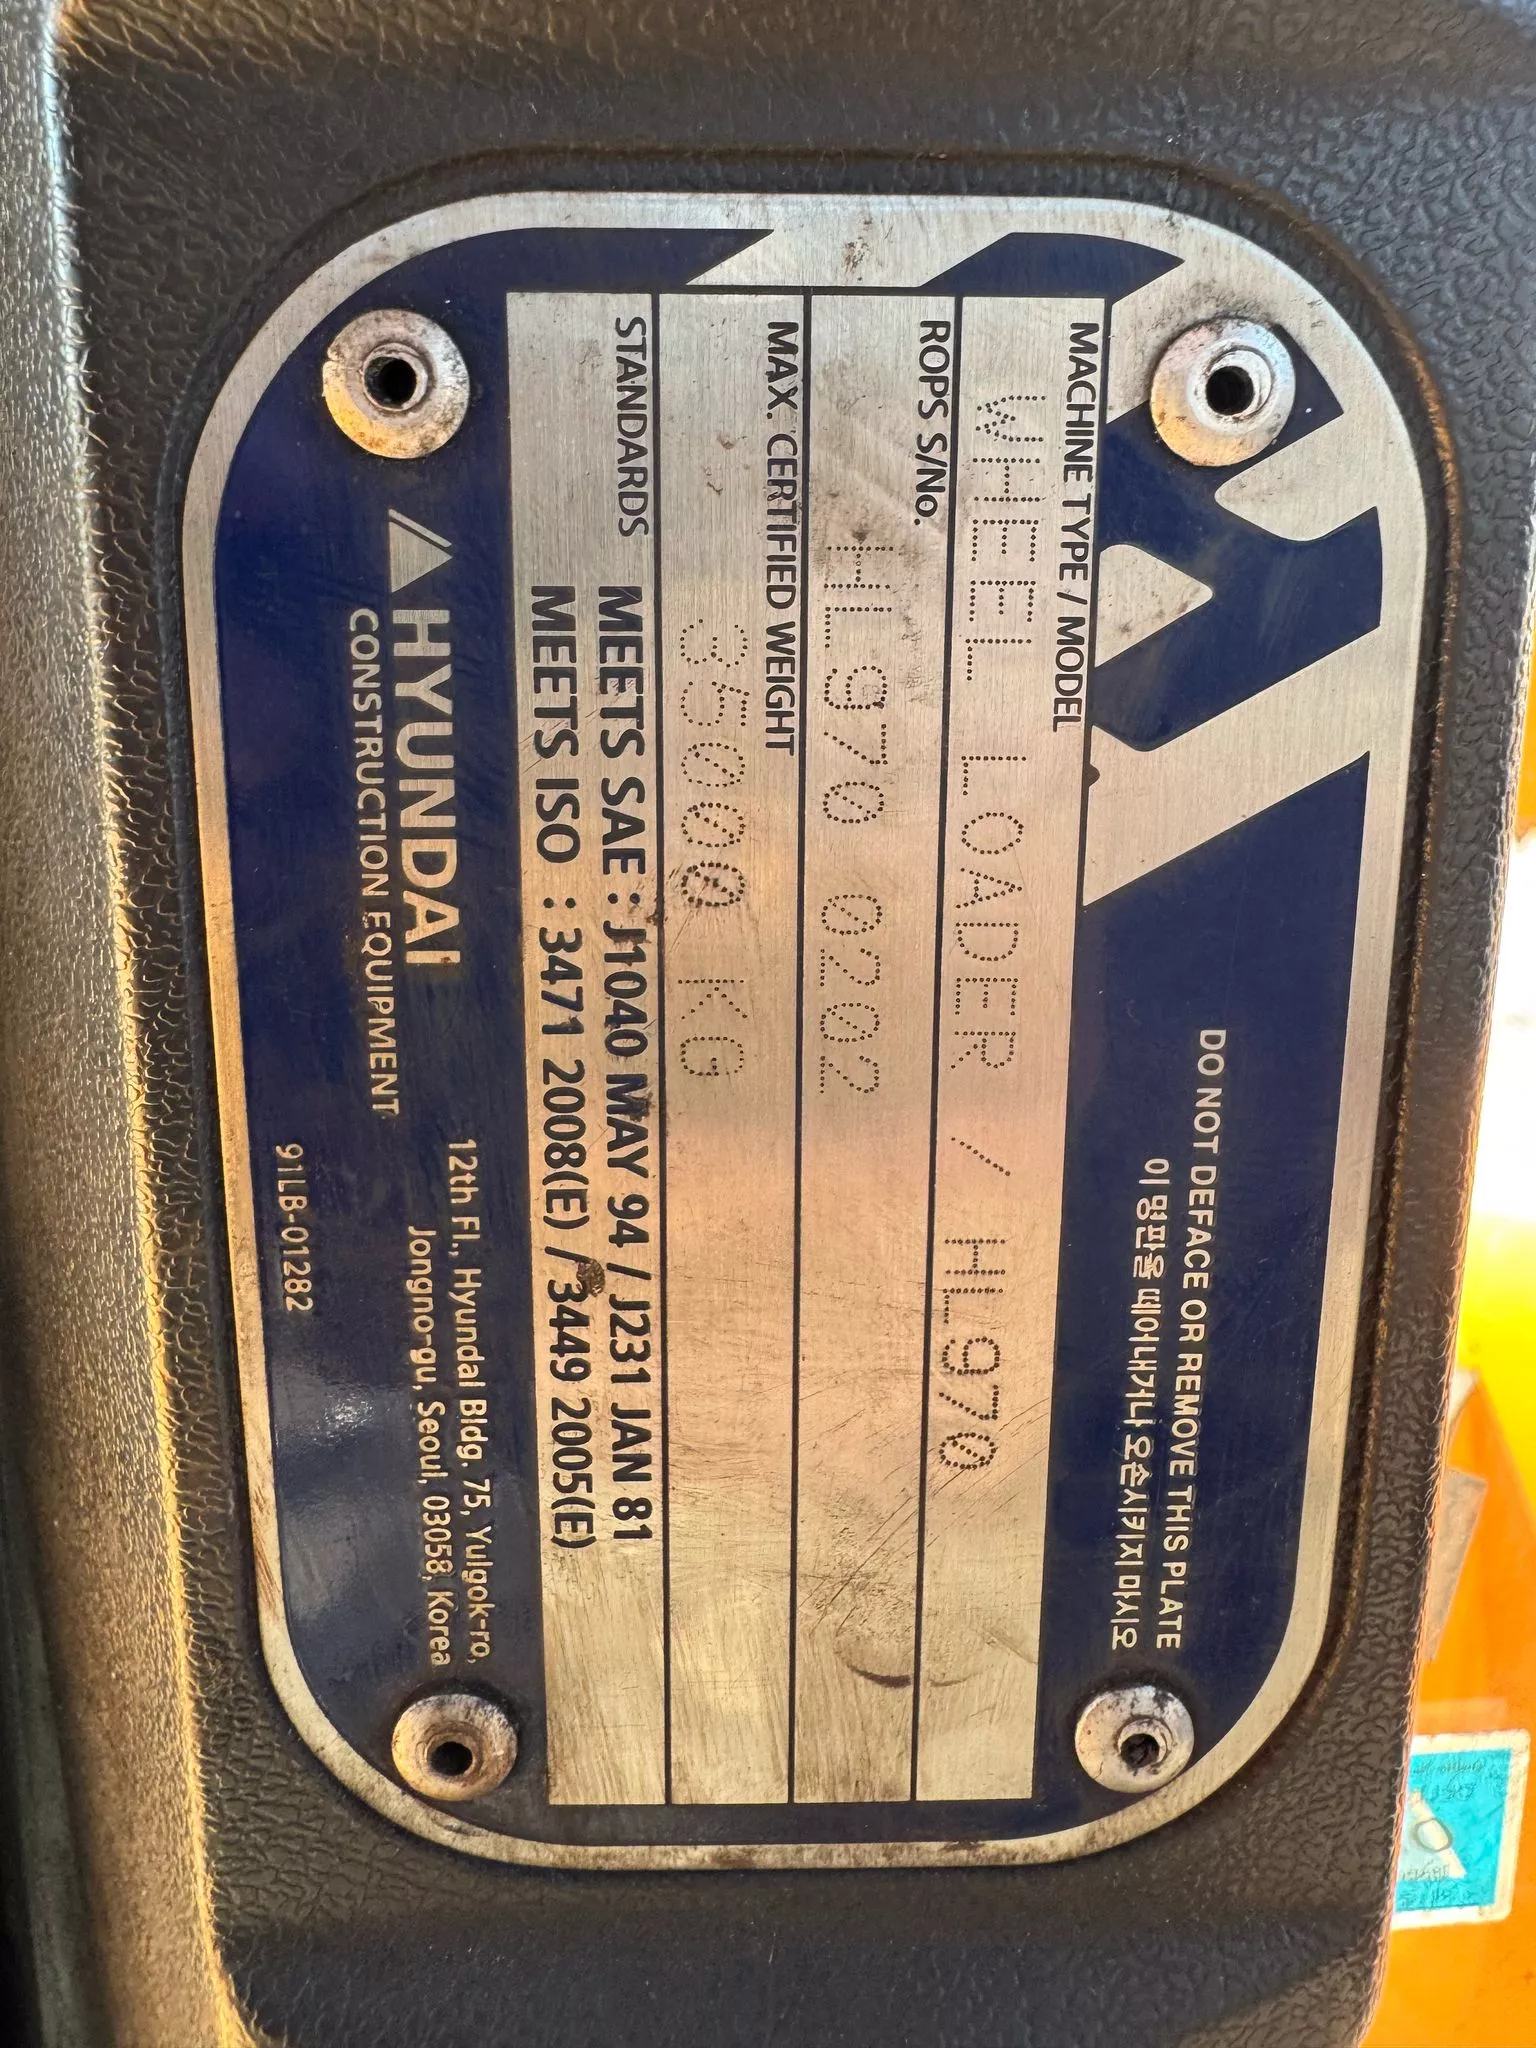 DO NOT DEFACE OR REMOVE THIS PLATE
이 명판을 떼어내거나 오손시키지 마시오
MACHINE TYPE / MODEL
WHEEL LOADER / HL970
ROPS S/No.
HL970 0202
MAX. CERTIFIED WEIGHT
35000 KG
STANDARDS
MEETS SAE : J1040 MAY 94 / J231 JAN 81
MEETS ISO : 3471 2008(E) / 3449 2005(E)
HYUNDAI
CONSTRUCTION EQUIPMENT
12th Fl., Hyundai Bldg. 75, Yulgok-ro,
Jongno-gu, Seoul, 03058, Korea
91LB-01282